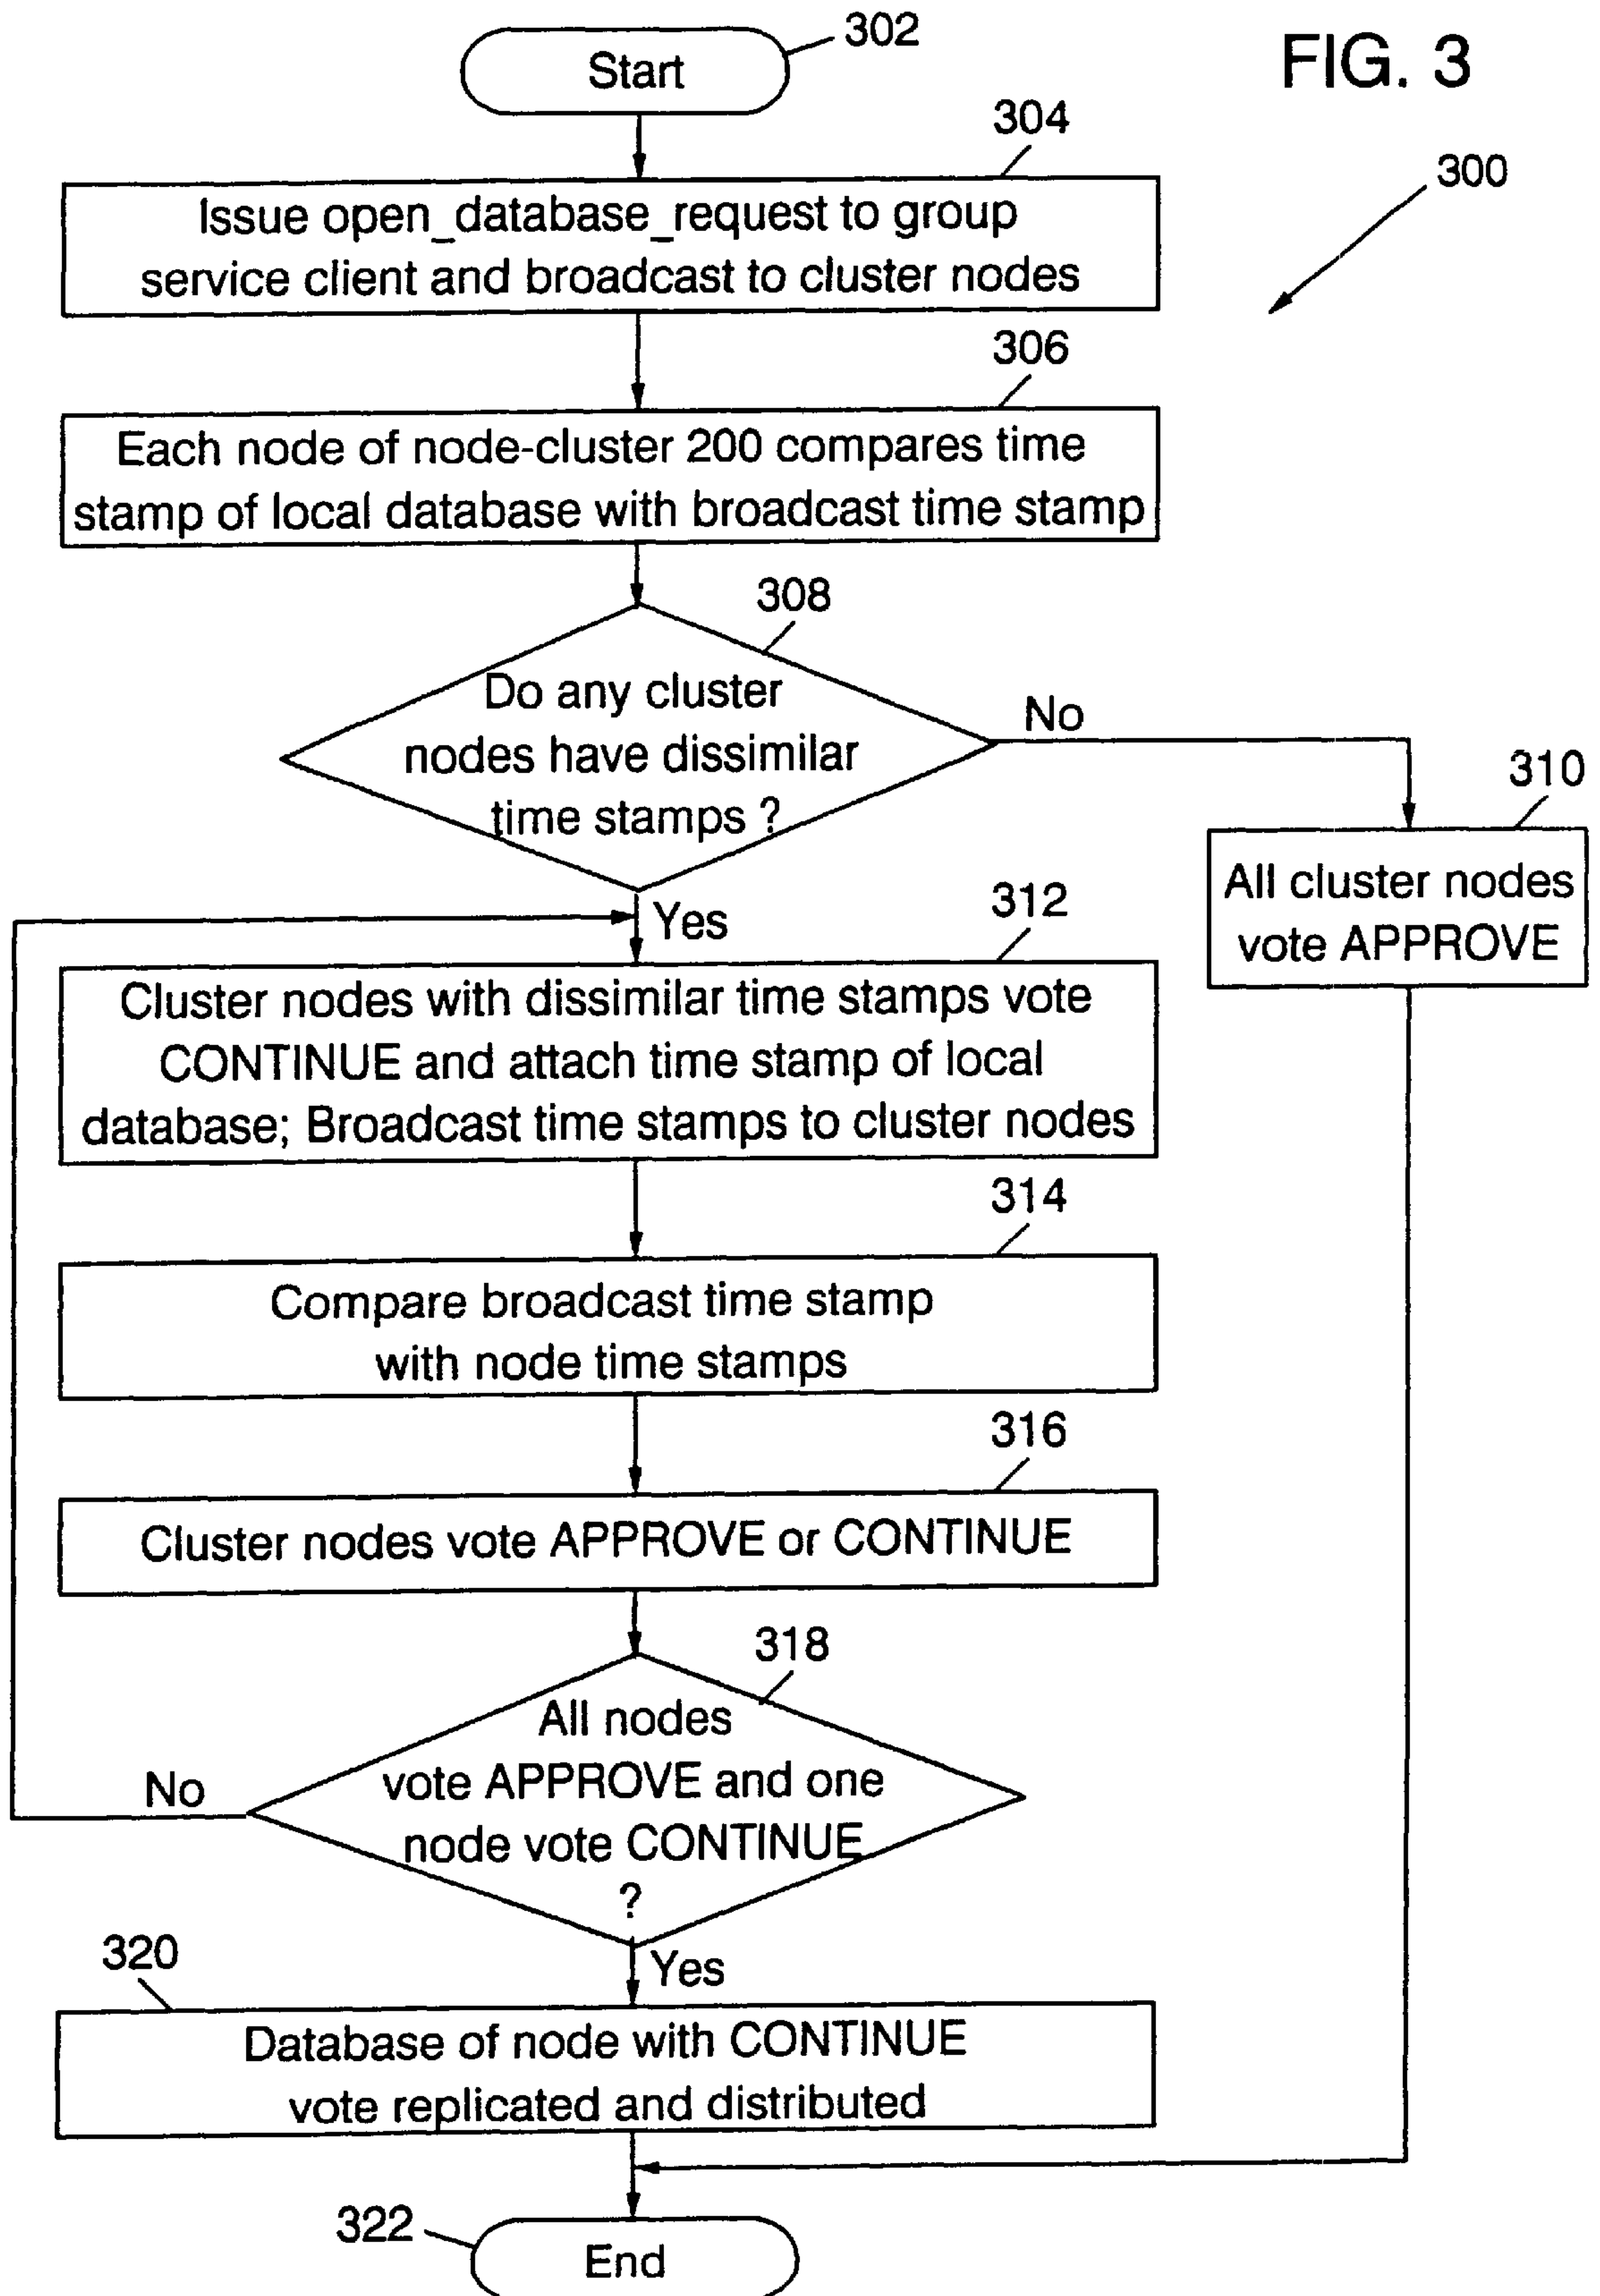 302
Start
FIG. 3
304
300
Issue open_database_request to group
service client and broadcast to cluster nodes
306
Each node of node-cluster 200 compares time
stamp of local database with broadcast time stamp
308
Do any cluster
nodes have dissimilar
time stamps ?
No
310
All cluster nodes
vote APPROVE
Yes
312
Cluster nodes with dissimilar time stamps vote
CONTINUE and attach time stamp of local
database; Broadcast time stamps to cluster nodes
314
Compare broadcast time stamp
with node time stamps
316
Cluster nodes vote APPROVE or CONTINUE
318
All nodes
vote APPROVE and one
node vote CONTINUE
?
No
Yes
320
Database of node with CONTINUE
vote replicated and distributed
322
End